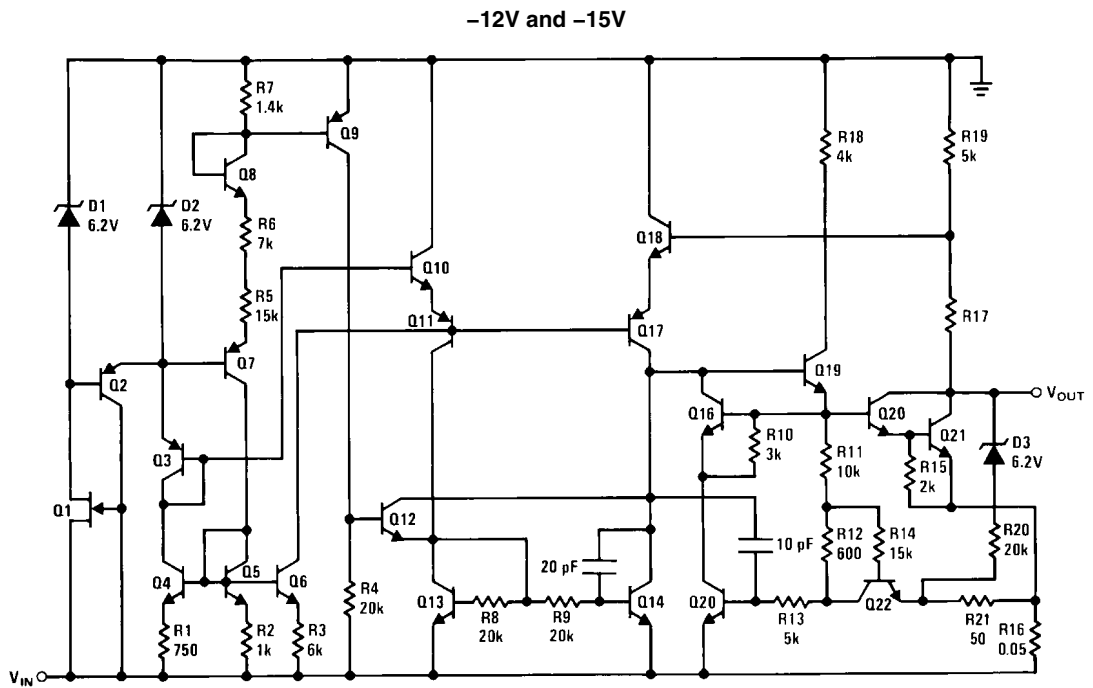 –12V and –15V
R7
1.4k
Q9
R18
4k
R19
5k
Q8
D1
6.2V
D2
6.2V
R6
7k
Q18
Q10
R5
15k
Q11
Q17
R17
Q7
Q2
Q19
VOUT
Q16
Q20
Q21
R10
3k
R11
10k
R15
2k
D3
6.2V
Q3
Q1
Q12
10 pF
R12
600
R14
15k
R20
20k
20 pF
Q4
Q5
Q6
R4
20k
Q13
R8
20k
R9
20k
Q14
Q20
R13
5k
Q22
R21
50
R16
0.05
R1
750
R2
1k
R3
6k
VIN